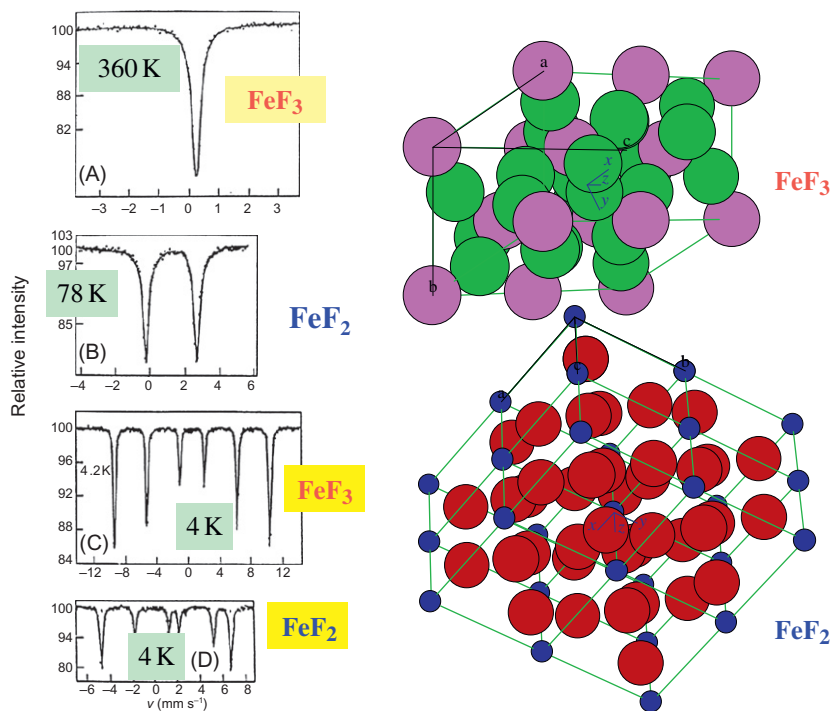 Relative intensity
100
94
88
82
360 K
FeF3
(A)
−3 −2 −1 0 1 2 3
103
100
97
85
78 K
FeF2
(B)
−4 −2 0 2 4 6
100
96
92
88
84
4.2K
FeF3
4 K
(C)
−12 −8 −4 0 4 8 12
100
94
80
FeF2
4 K
(D)
−6 −4 −2 0 2 4 6 8
v (mm s−1)
a
c
x
z
y
b
FeF3
b
c
a
x
z
y
FeF2